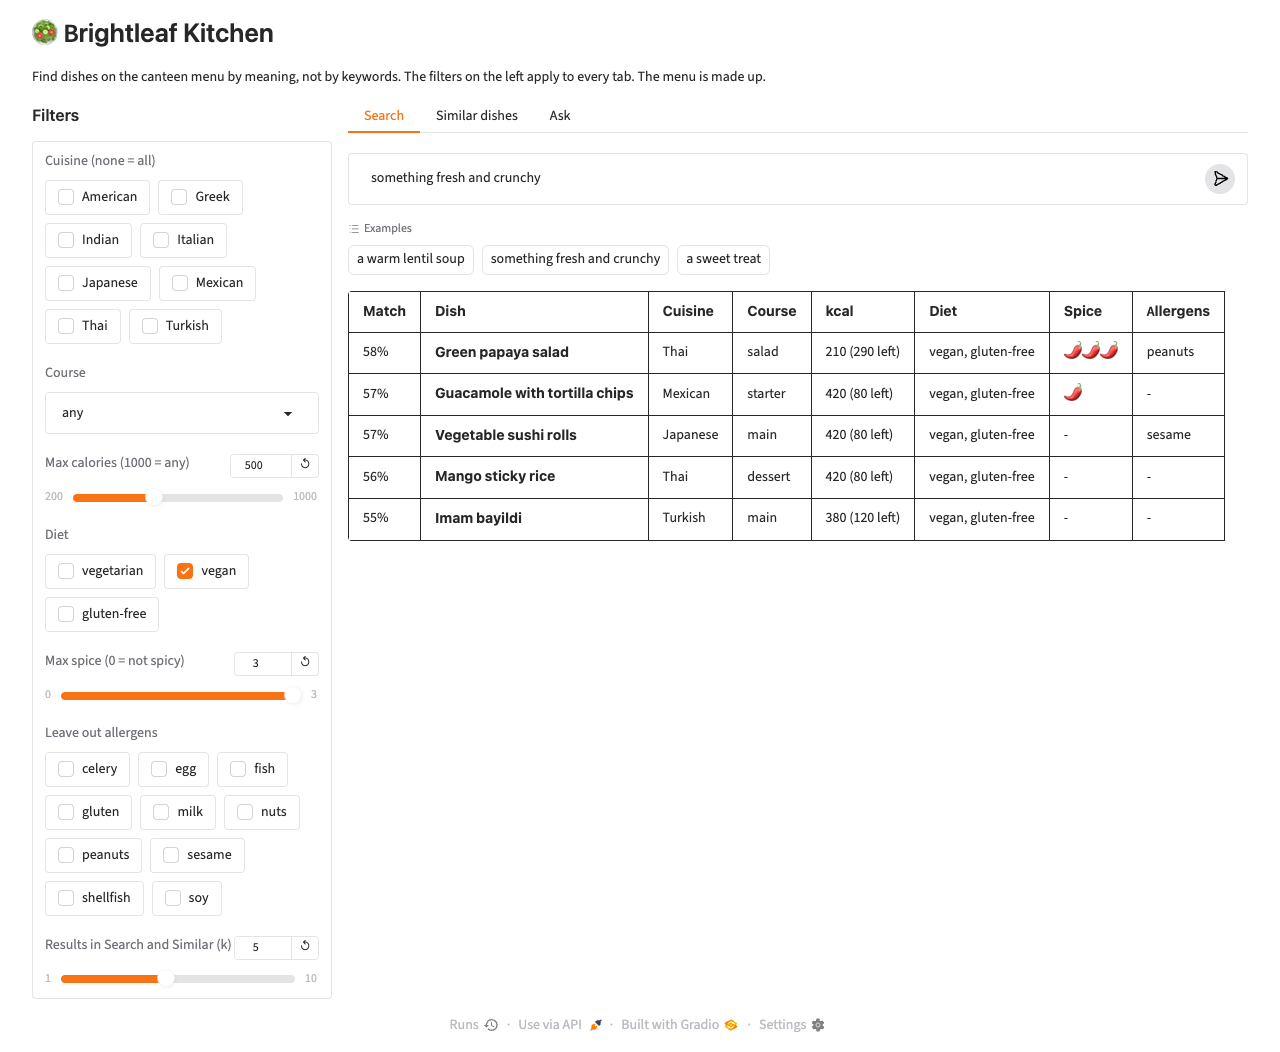 Brightleaf Kitchen
Find dishes on the canteen menu by meaning, not by keywords. The filters on the left apply to every tab. The menu is made up.
Filters
Cuisine (none = all)
American Greek
Indian Italian
Japanese Mexican
Thai Turkish
Course
any
Max calories (1000 = any) 500
200 1000
Diet
vegetarian vegan
gluten-free
Max spice (0 = not spicy) 3
0 3
Leave out allergens
celery egg fish
gluten milk nuts
peanuts sesame
shellfish soy
Results in Search and Similar (k) 5
1 10
Search Similar dishes Ask
something fresh and crunchy
Examples
a warm lentil soup something fresh and crunchy a sweet treat
Match Dish Cuisine Course kcal Diet Spice Allergens
58% Green papaya salad Thai salad 210 (290 left) vegan, gluten-free 🌶️🌶️🌶️ peanuts
57% Guacamole with tortilla chips Mexican starter 420 (80 left) vegan, gluten-free 🌶️ -
57% Vegetable sushi rolls Japanese main 420 (80 left) vegan, gluten-free - sesame
56% Mango sticky rice Thai dessert 420 (80 left) vegan, gluten-free - -
55% Imam bayildi Turkish main 380 (120 left) vegan, gluten-free - -
Runs · Use via API · Built with Gradio · Settings